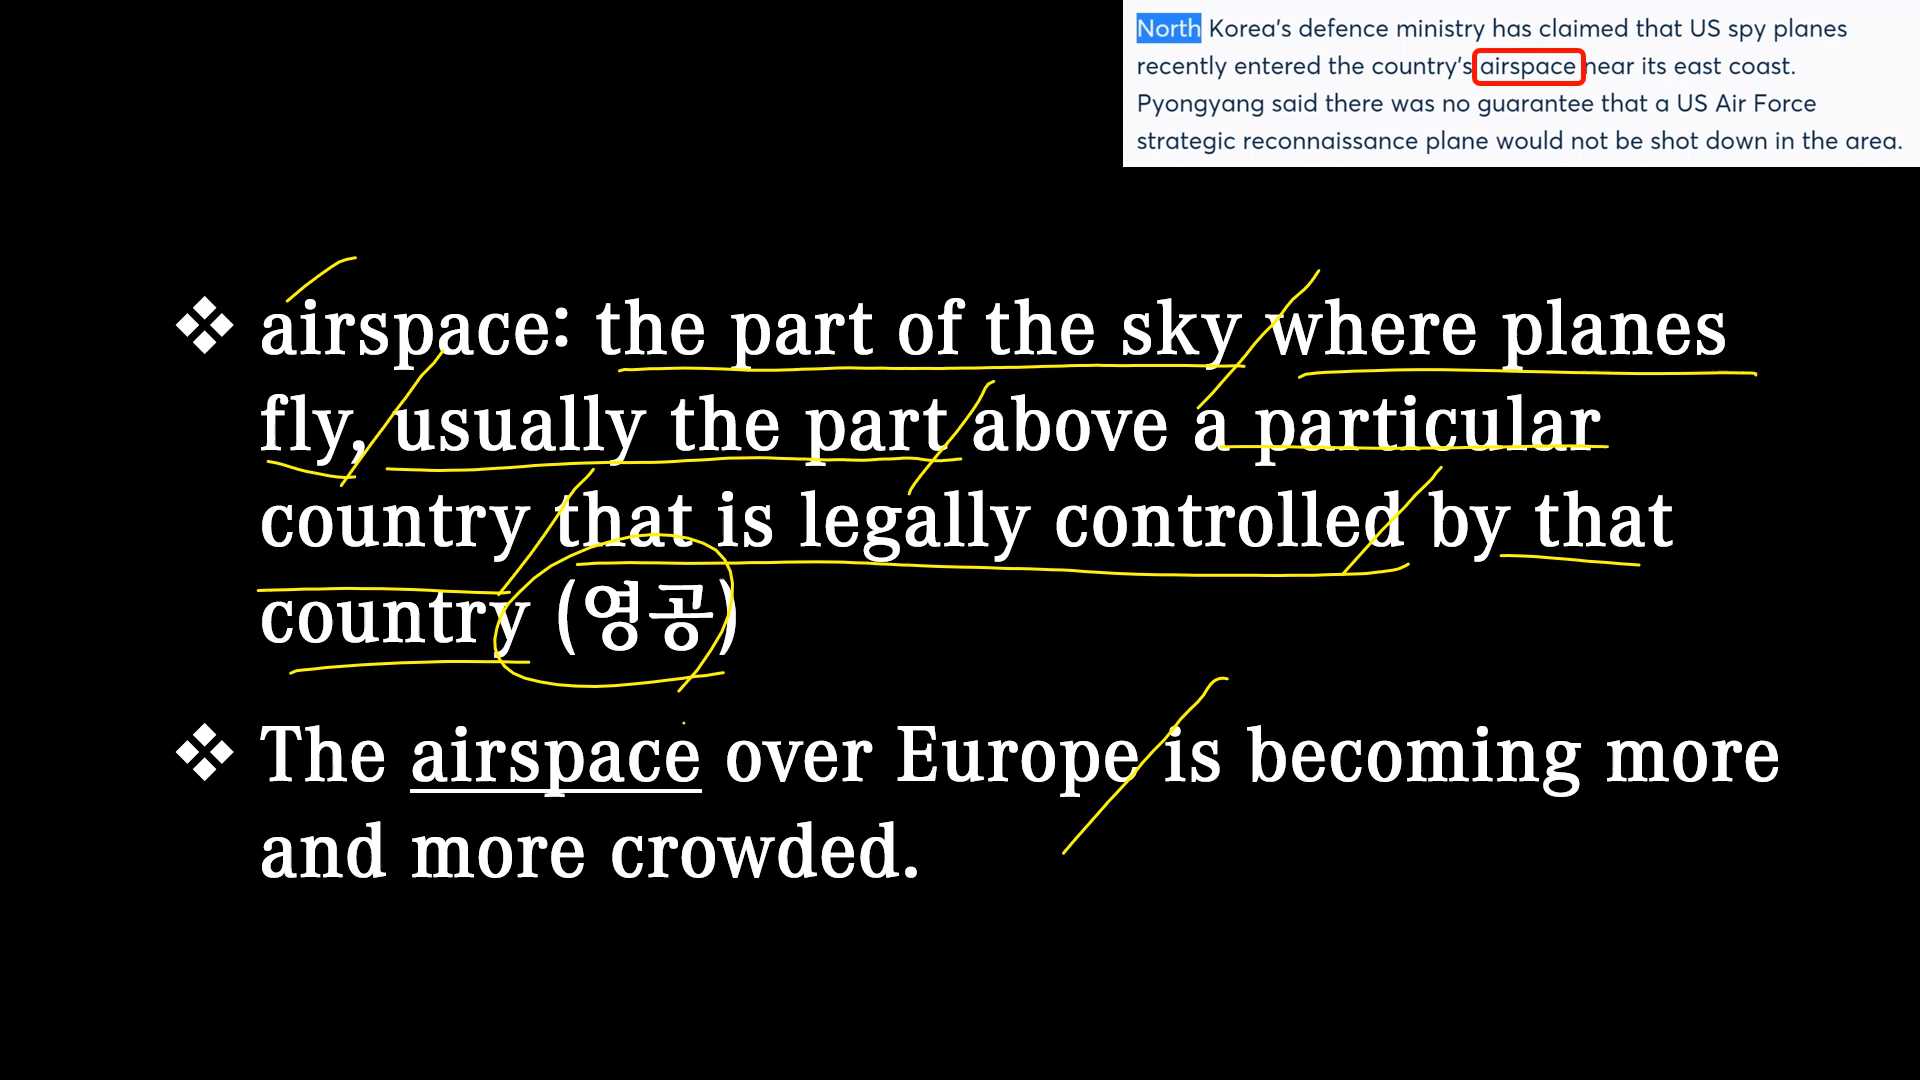 North Korea's defence ministry has claimed that US spy planes
recently entered the country's airspace near its east coast.
Pyongyang said there was no guarantee that a US Air Force
strategic reconnaissance plane would not be shot down in the area.
❖ airspace: the part of the sky where planes
fly, usually the part above a particular
country that is legally controlled by that
country (영공)
❖ The airspace over Europe is becoming more
and more crowded.